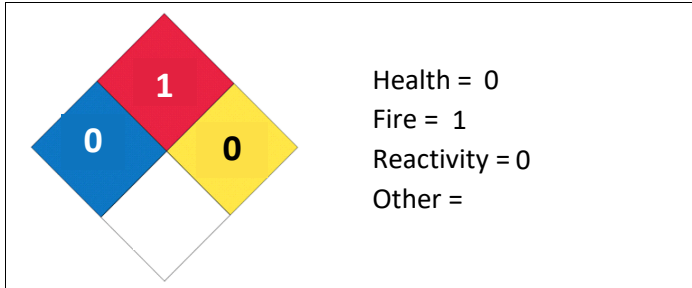 1
0
0
Health = 0
Fire = 1
Reactivity = 0
Other =